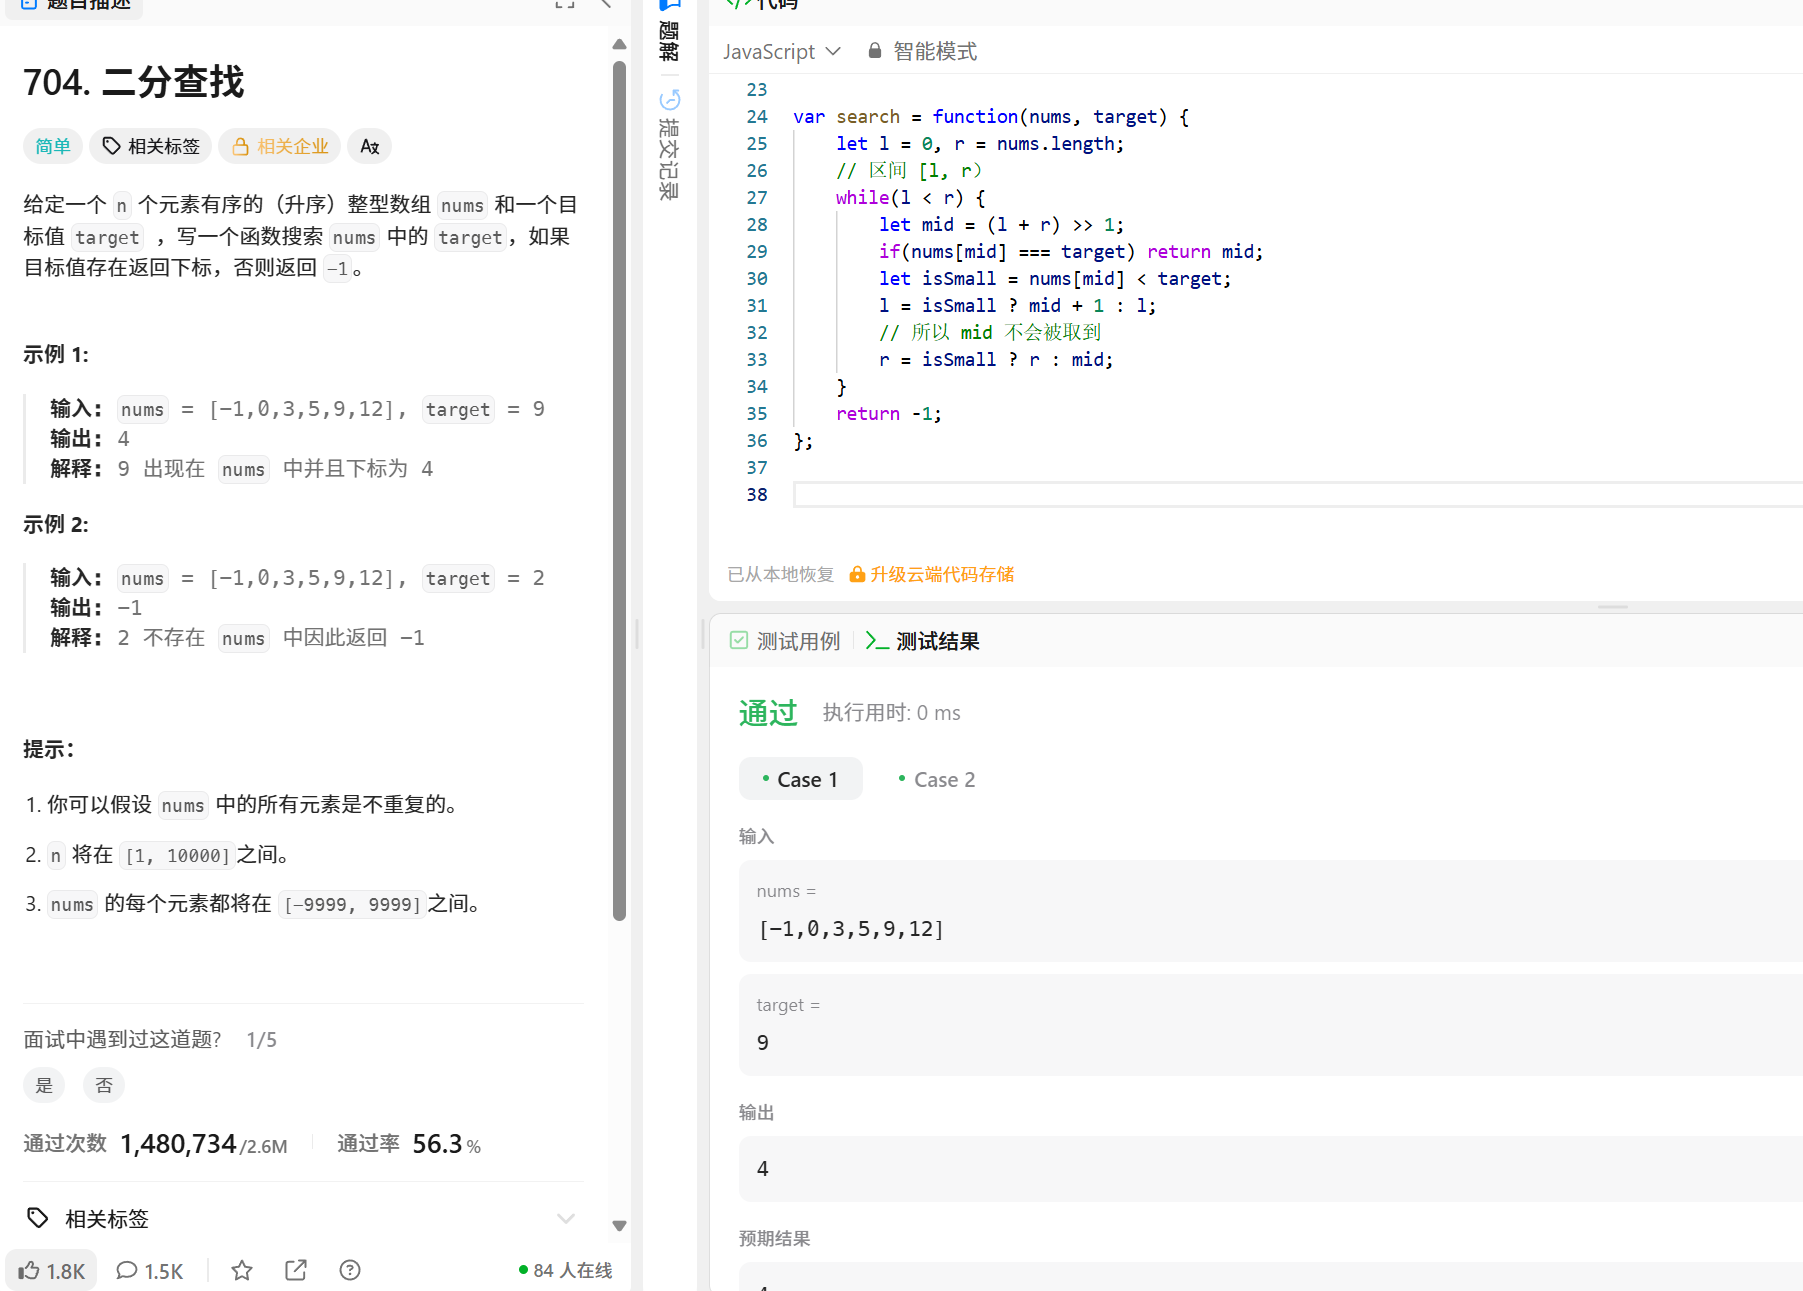 题目描述
704. 二分查找
简单 相关标签 相关企业 Aあ
给定一个 n 个元素有序的（升序）整型数组 nums 和一个目
标值 target ，写一个函数搜索 nums 中的 target，如果
目标值存在返回下标，否则返回 -1。
示例 1:
输入: nums = [-1,0,3,5,9,12], target = 9
输出: 4
解释: 9 出现在 nums 中并且下标为 4
示例 2:
输入: nums = [-1,0,3,5,9,12], target = 2
输出: -1
解释: 2 不存在 nums 中因此返回 -1
提示：
1. 你可以假设 nums 中的所有元素是不重复的。
2. n 将在 [1, 10000]之间。
3. nums 的每个元素都将在 [-9999, 9999]之间。
面试中遇到过这道题? 1/5
是 否
通过次数 1,480,734/2.6M 通过率 56.3%
相关标签
1.8K 1.5K 84 人在线
题解
提交记录
</> 代码
JavaScript 智能模式
23
24 var search = function(nums, target) {
25 let l = 0, r = nums.length;
26 // 区间 [l, r）
27 while(l < r) {
28 let mid = (l + r) >> 1;
29 if(nums[mid] === target) return mid;
30 let isSmall = nums[mid] < target;
31 l = isSmall ? mid + 1 : l;
32 // 所以 mid 不会被取到
33 r = isSmall ? r : mid;
34 }
35 return -1;
36 };
37
38
已从本地恢复 升级云端代码存储
测试用例 >_ 测试结果
通过 执行用时: 0 ms
• Case 1 • Case 2
输入
nums =
[-1,0,3,5,9,12]
target =
9
输出
4
预期结果
4